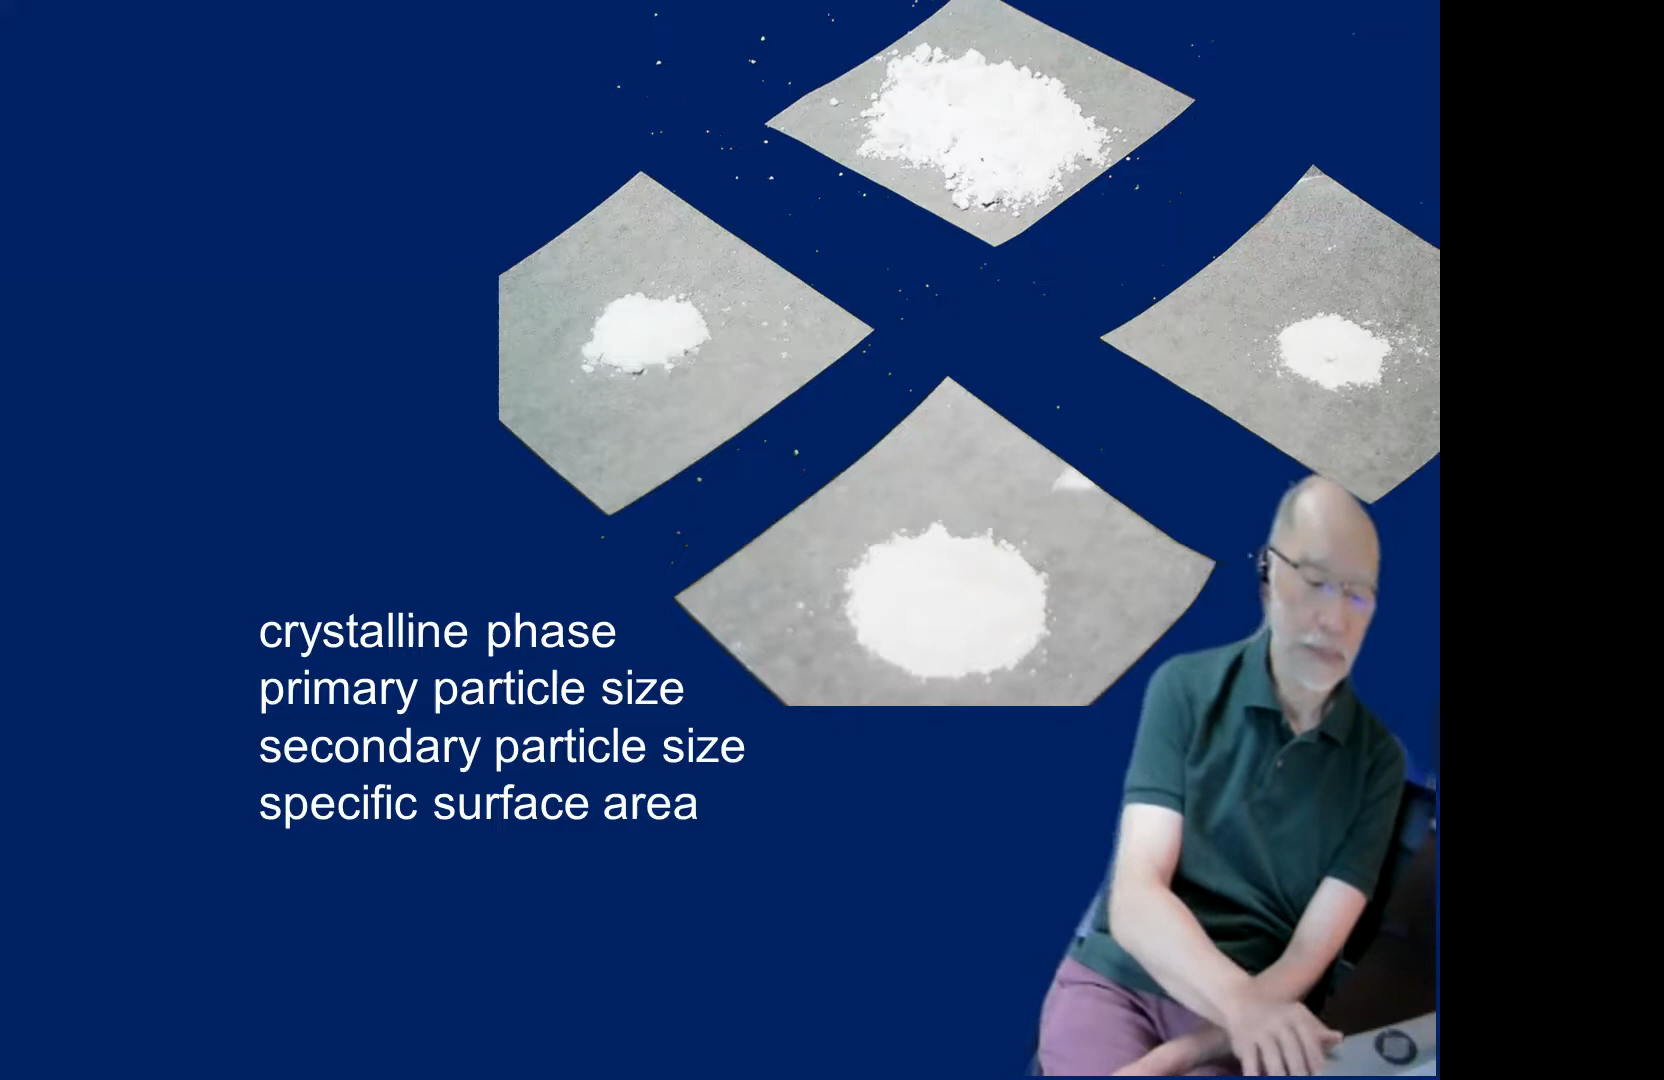 crystalline phase
primary particle size
secondary particle size
specific surface area